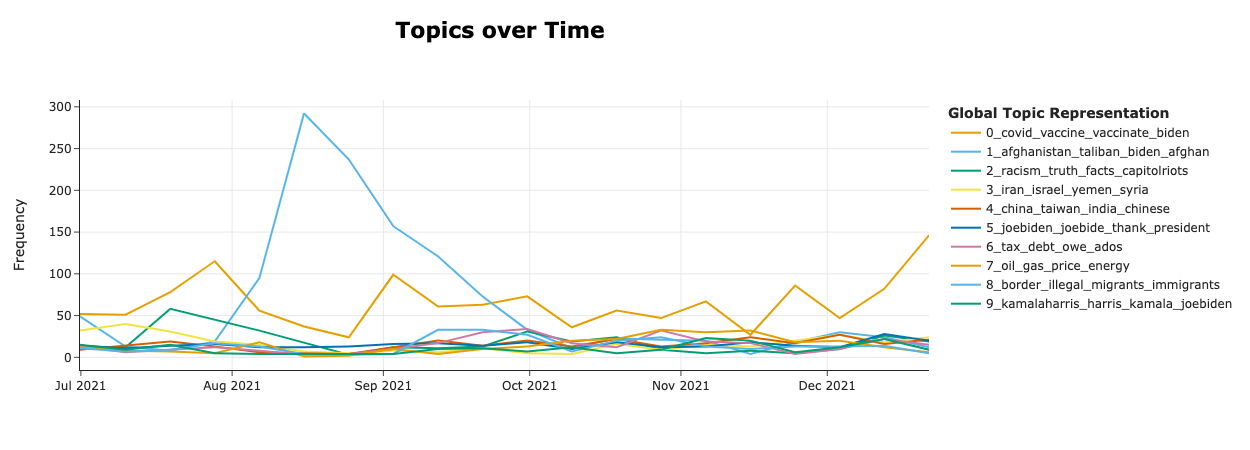 Topics over Time
Global Topic Representation
0_covid_vaccine_vaccinate_biden
1_afghanistan_taliban_biden_afghan
2_racism_truth_facts_capitolriots
3_iran_israel_yemen_syria
4_china_taiwan_india_chinese
5_joebiden_joebide_thank_president
6_tax_debt_owe_ados
7_oil_gas_price_energy
8_border_illegal_migrants_immigrants
9_kamalaharris_harris_kamala_joebiden
Frequency
300
250
200
150
100
50
0
Jul 2021 Aug 2021 Sep 2021 Oct 2021 Nov 2021 Dec 2021